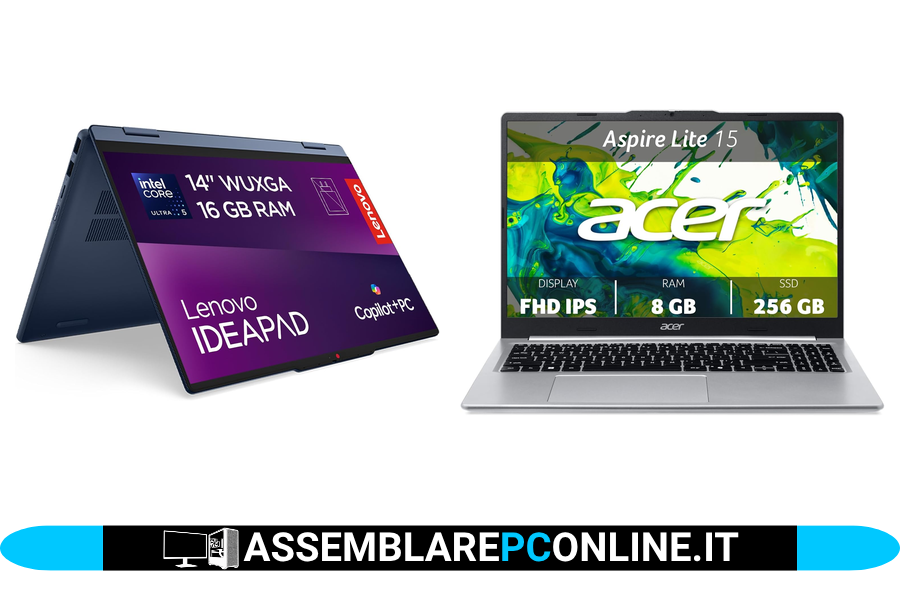 intel
CORE
ULTRA 5
14" WUXGA
16 GB RAM
Lenovo
Lenovo
IDEAPAD
Copilot+PC
Aspire Lite 15
acer
DISPLAY
RAM
SSD
FHD IPS
8 GB
256 GB
acer
ASSEMBLAREPCONLINE.IT